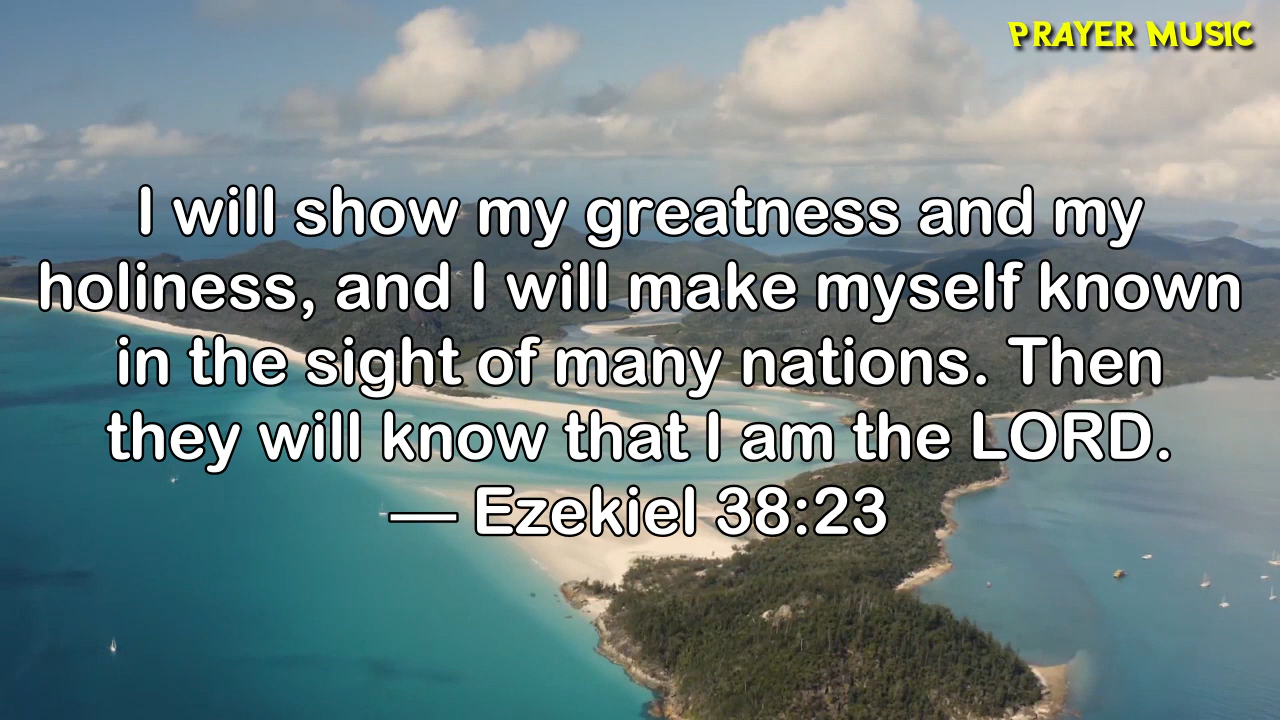 PRAYER MUSIC
I will show my greatness and my
holiness, and I will make myself known
in the sight of many nations. Then
they will know that I am the LORD.
— Ezekiel 38:23